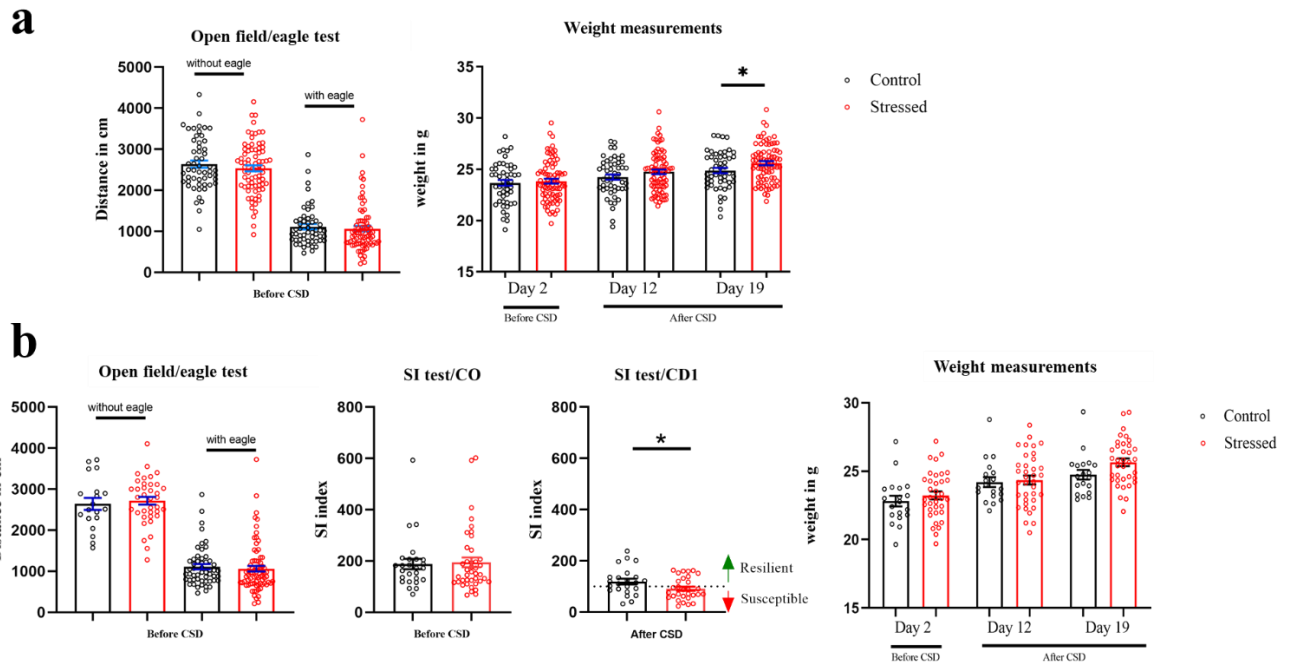 a
Open field/eagle test
without eagle
with eagle
Distance in cm
5000
4000
3000
2000
1000
0
Before CSD
Weight measurements
weight in g
35
30
25
20
15
*
Day 2
Day 12
Day 19
Before CSD
After CSD
Control
Stressed
b
Open field/eagle test
without eagle
with eagle
5000
4000
3000
2000
1000
0
Before CSD
SI test/CO
SI index
800
600
400
200
0
Before CSD
SI test/CD1
SI index
800
600
400
200
0
*
Resilient
Susceptible
After CSD
Weight measurements
weight in g
30
25
20
15
Day 2
Day 12
Day 19
Before CSD
After CSD
Control
Stressed